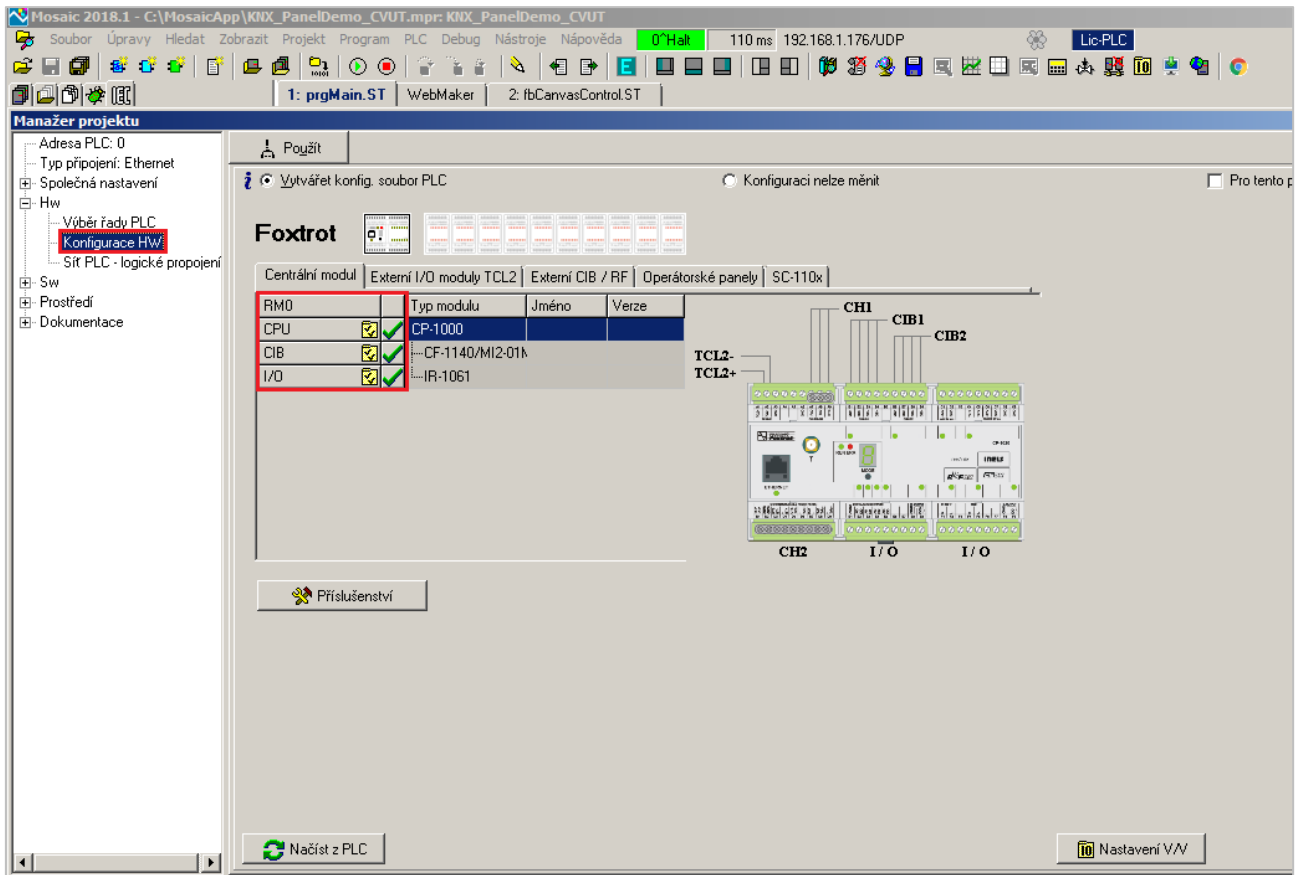 Mosaic 2018.1 - C:\MosaicApp\KNX_PanelDemo_CVUT.mpr: KNX_PanelDemo_CVUT
Soubor Úpravy Hledat Zobrazit Projekt Program PLC Debug Nástroje Nápověda 0^Halt 110 ms 192.168.1.176/UDP Lic-PLC
1: prgMain.ST WebMaker 2: fbCanvasControl.ST
Manažer projektu
Adresa PLC: 0
Typ připojení: Ethernet
Společná nastavení
Hw
Výběr řady PLC
Konfigurace HW
Síť PLC - logické propojení
Sw
Prostředí
Dokumentace
Použít
Vytvářet konfig. soubor PLC
Konfiguraci nelze měnit
Pro tento p
Foxtrot
Centrální modul Externí I/O moduly TCL2 Externí CIB / RF Operátorské panely SC-110x
RM0 Typ modulu Jméno Verze
CPU CP-1000
CIB CF-1140/MI2-01M
I/O IR-1061
CH1
CIB1
CIB2
TCL2-
TCL2+
CH2 I / O I / O
Příslušenství
Načíst z PLC
Nastavení V/V